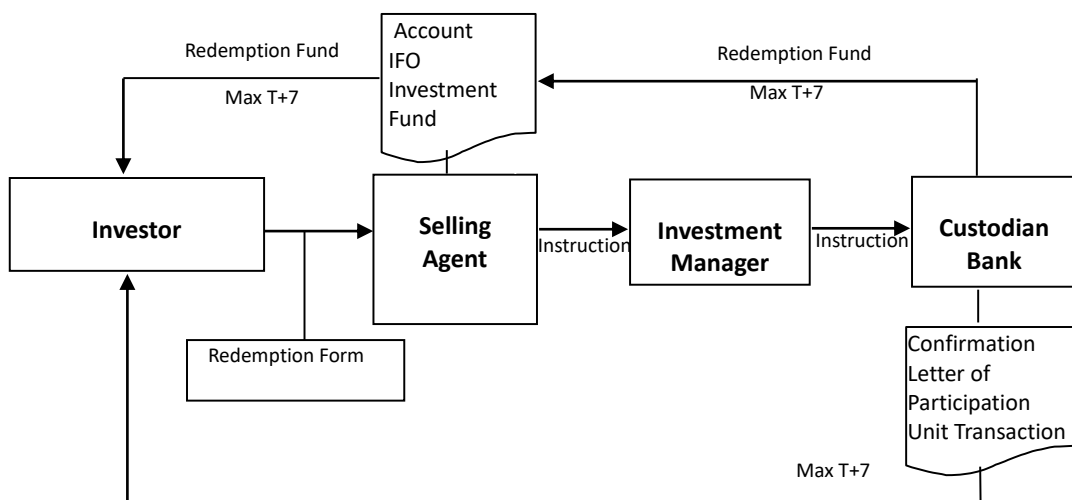 Redemption Fund
Max T+7
Account
IFO
Investment
Fund
Redemption Fund
Max T+7
Investor
Selling
Agent
Instruction
Investment
Manager
Instruction
Custodian
Bank
Redemption Form
Confirmation
Letter of
Participation
Unit Transaction
Max T+7